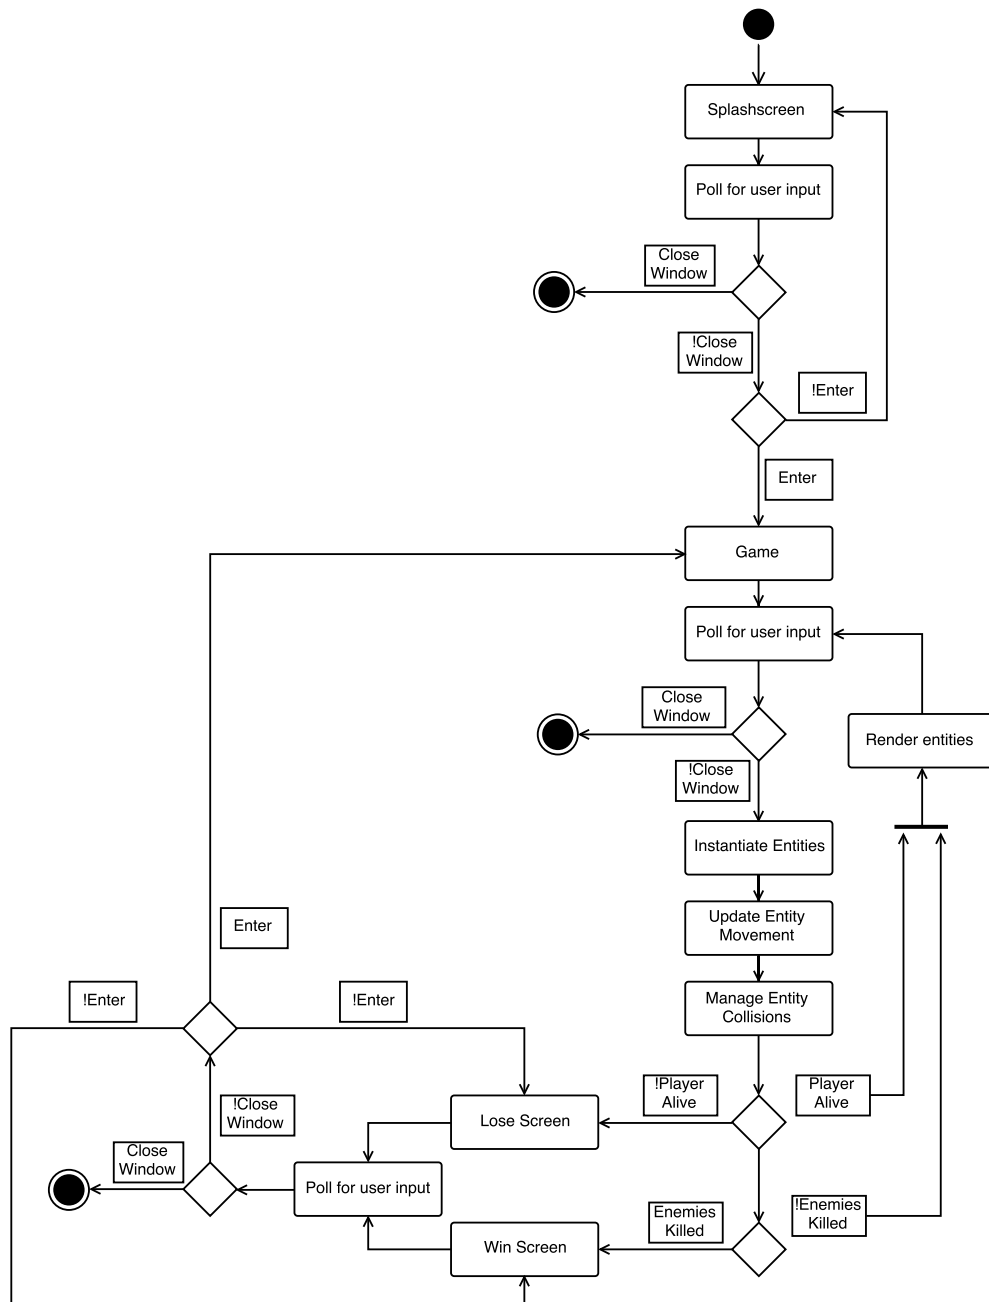 Splashscreen
Poll for user input
Close
Window
!Close
Window
!Enter
Enter
Game
Poll for user input
Close
Window
Render entities
!Close
Window
Instantiate Entities
Update Entity
Movement
Enter
!Enter
!Enter
Manage Entity
Collisions
!Player
Alive
Player
Alive
!Close
Window
Lose Screen
Close
Window
Poll for user input
Enemies
Killed
!Enemies
Killed
Win Screen